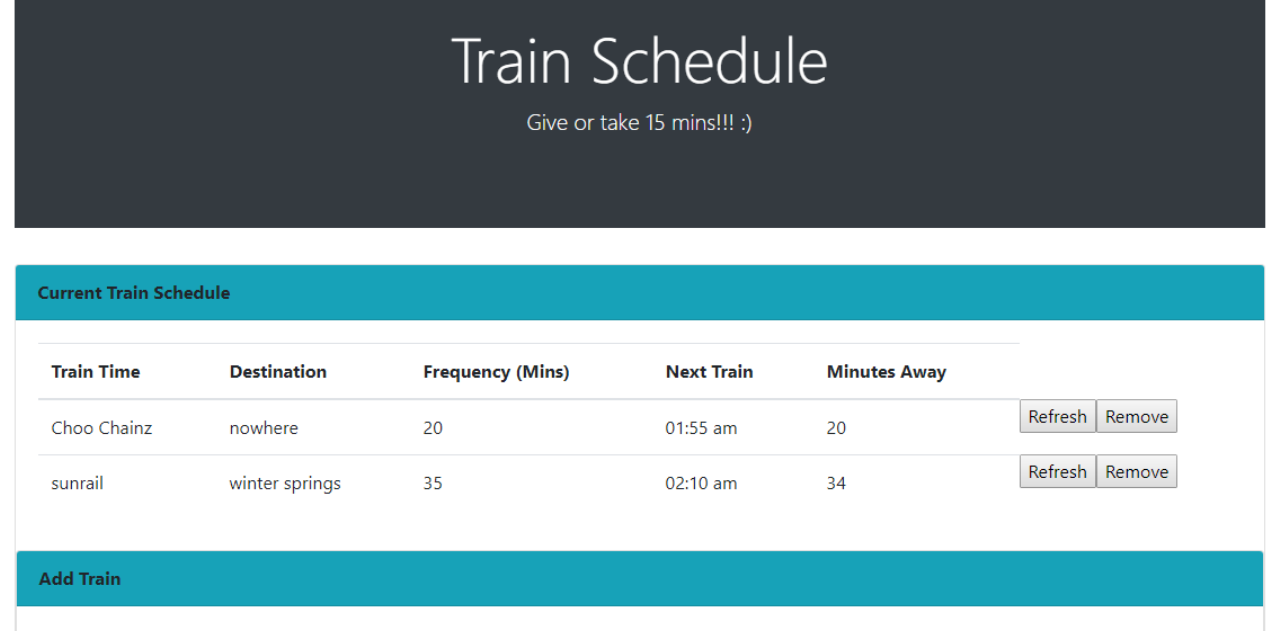 Train Schedule
Give or take 15 mins!!! :)
Current Train Schedule
Train Time Destination Frequency (Mins) Next Train Minutes Away
Choo Chainz nowhere 20 01:55 am 20 Refresh Remove
sunrail winter springs 35 02:10 am 34 Refresh Remove
Add Train